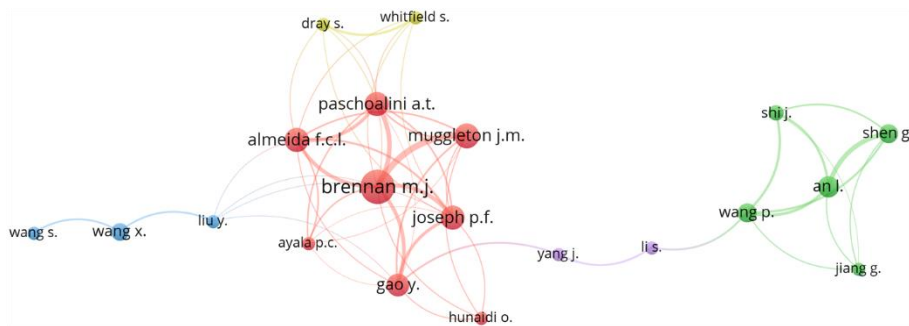 dray s.
whitfield s.
paschoalini a.t.
almeida f.c.l.
muggleton j.m.
brennan m.j.
liu y.
joseph p.f.
wang s.
wang x.
ayala p.c.
gao y.
hunaidi o.
yang j.
li s.
shi j.
shen g
an l.
wang p.
jiang g.